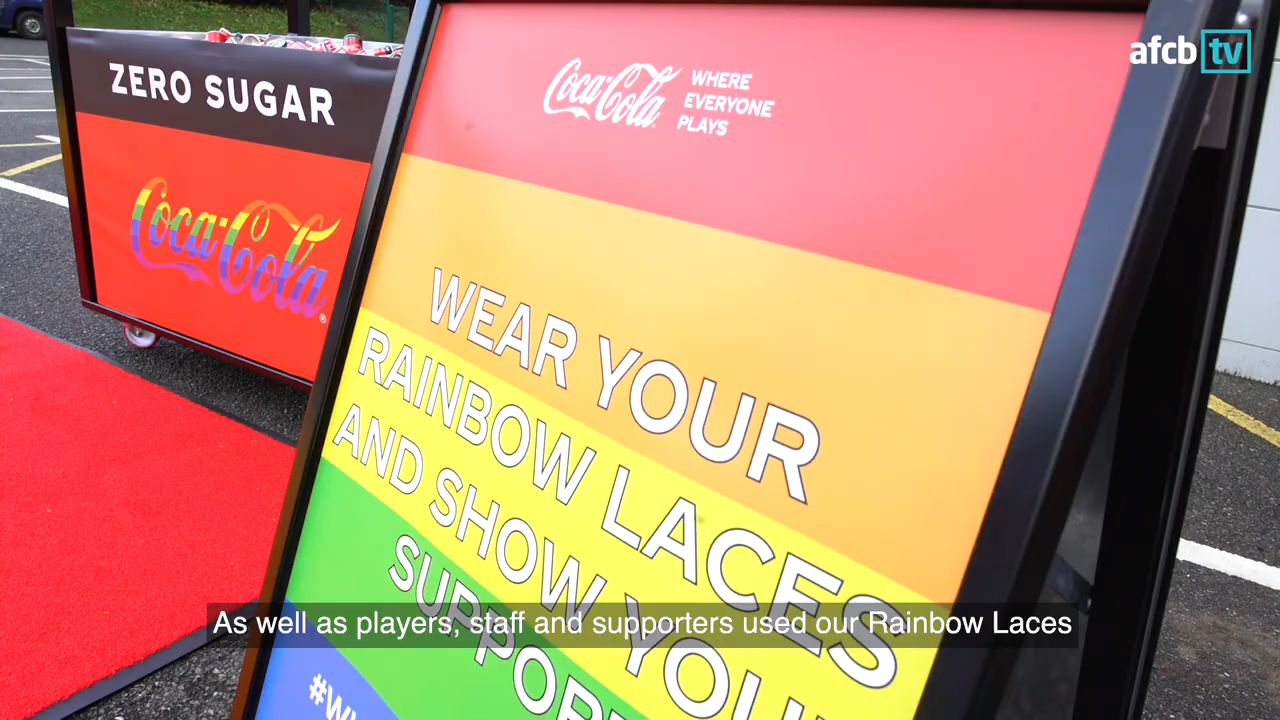 afcb tv
ZERO SUGAR
Coca-Cola
Coca-Cola
WHERE
EVERYONE
PLAYS
WEAR YOUR
RAINBOW LACES
AND SHOW YOUR
SUPPORT
As well as players, staff and supporters used our Rainbow Laces